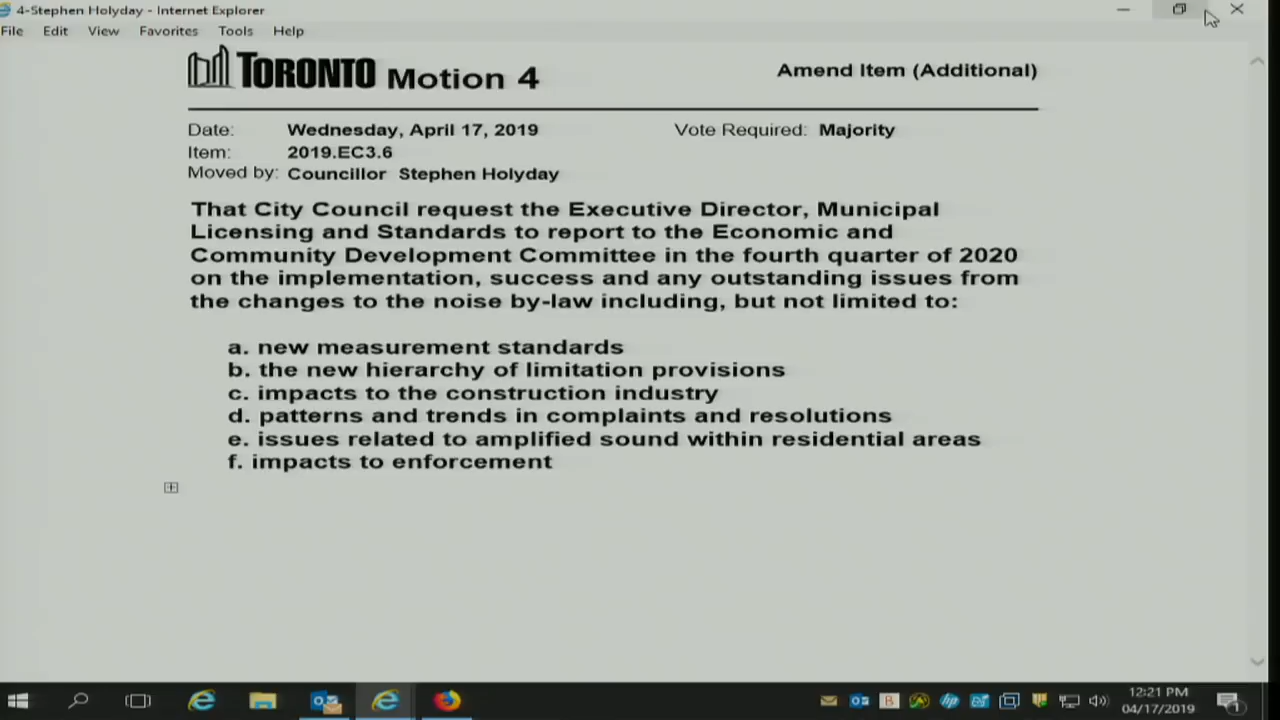 4-Stephen Holyday - Internet Explorer
File Edit View Favorites Tools Help
TORONTO Motion 4
Amend Item (Additional)
Date: Wednesday, April 17, 2019
Vote Required: Majority
Item: 2019.EC3.6
Moved by: Councillor Stephen Holyday
That City Council request the Executive Director, Municipal
Licensing and Standards to report to the Economic and
Community Development Committee in the fourth quarter of 2020
on the implementation, success and any outstanding issues from
the changes to the noise by-law including, but not limited to:
a. new measurement standards
b. the new hierarchy of limitation provisions
c. impacts to the construction industry
d. patterns and trends in complaints and resolutions
e. issues related to amplified sound within residential areas
f. impacts to enforcement
12:21 PM
04/17/2019